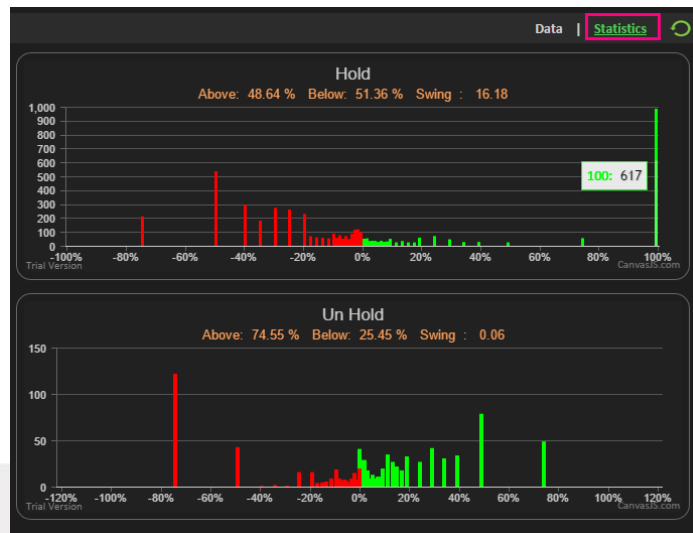 Data | Statistics
Hold
Above: 48.64 % Below: 51.36 % Swing : 16.18
1,000
900
800
700
600
500
400
300
200
100
0
100: 617
-100% -80% -60% -40% -20% 0% 20% 40% 60% 80% 100%
Trial Version CanvasJS.com
Un Hold
Above: 74.55 % Below: 25.45 % Swing : 0.06
150
100
50
0
-120% -100% -80% -60% -40% -20% 0% 20% 40% 60% 80% 100% 120%
Trial Version CanvasJS.com